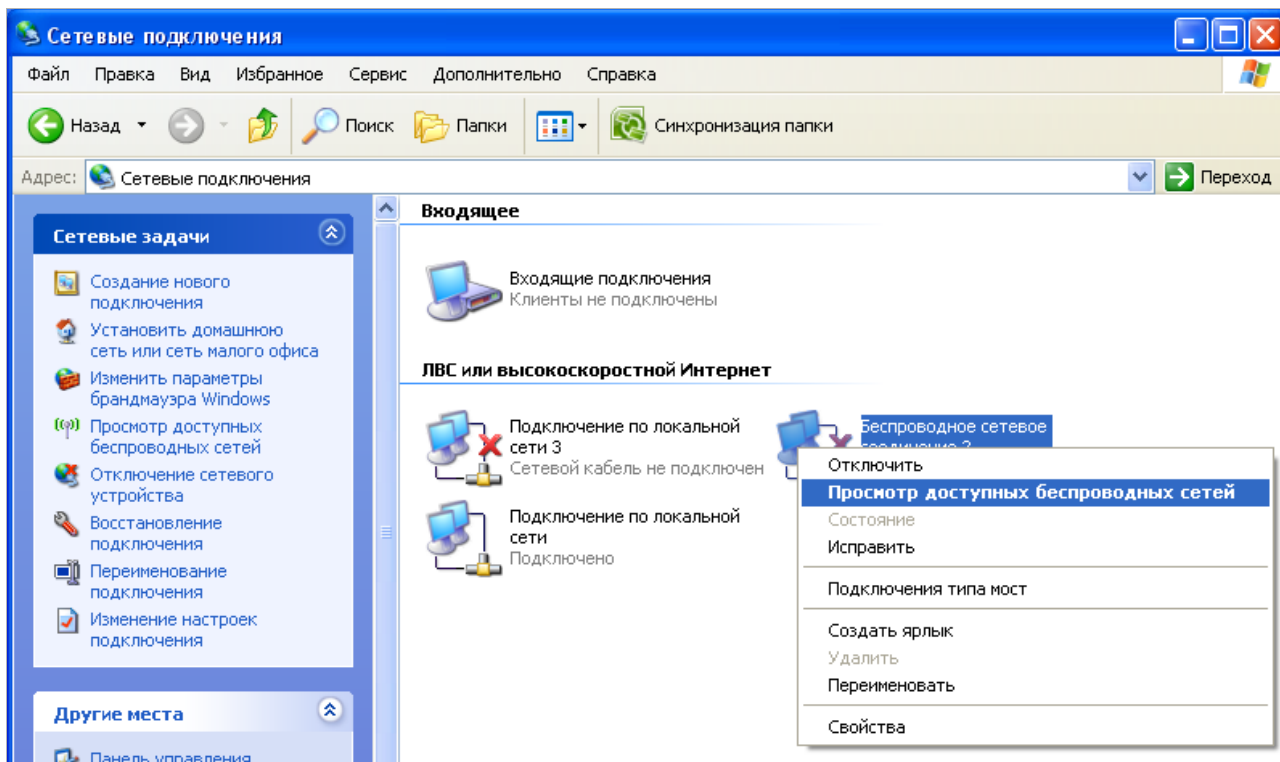 Сетевые подключения
Файл Правка Вид Избранное Сервис Дополнительно Справка
Назад Поиск Папки Синхронизация папки
Адрес: Сетевые подключения Переход
Сетевые задачи
Создание нового
подключения
Установить домашнюю
сеть или сеть малого офиса
Изменить параметры
брандмауэра Windows
Просмотр доступных
беспроводных сетей
Отключение сетевого
устройства
Восстановление
подключения
Переименование
подключения
Изменение настроек
подключения
Другие места
Панель управления
Входящее
Входящие подключения
Клиенты не подключены
ЛВС или высокоскоростной Интернет
Подключение по локальной
сети 3
Сетевой кабель не подключен
Беспроводное сетевое
соединение 2
Подключение по локальной
сети
Подключено
Отключить
Просмотр доступных беспроводных сетей
Состояние
Исправить
Подключения типа мост
Создать ярлык
Удалить
Переименовать
Свойства